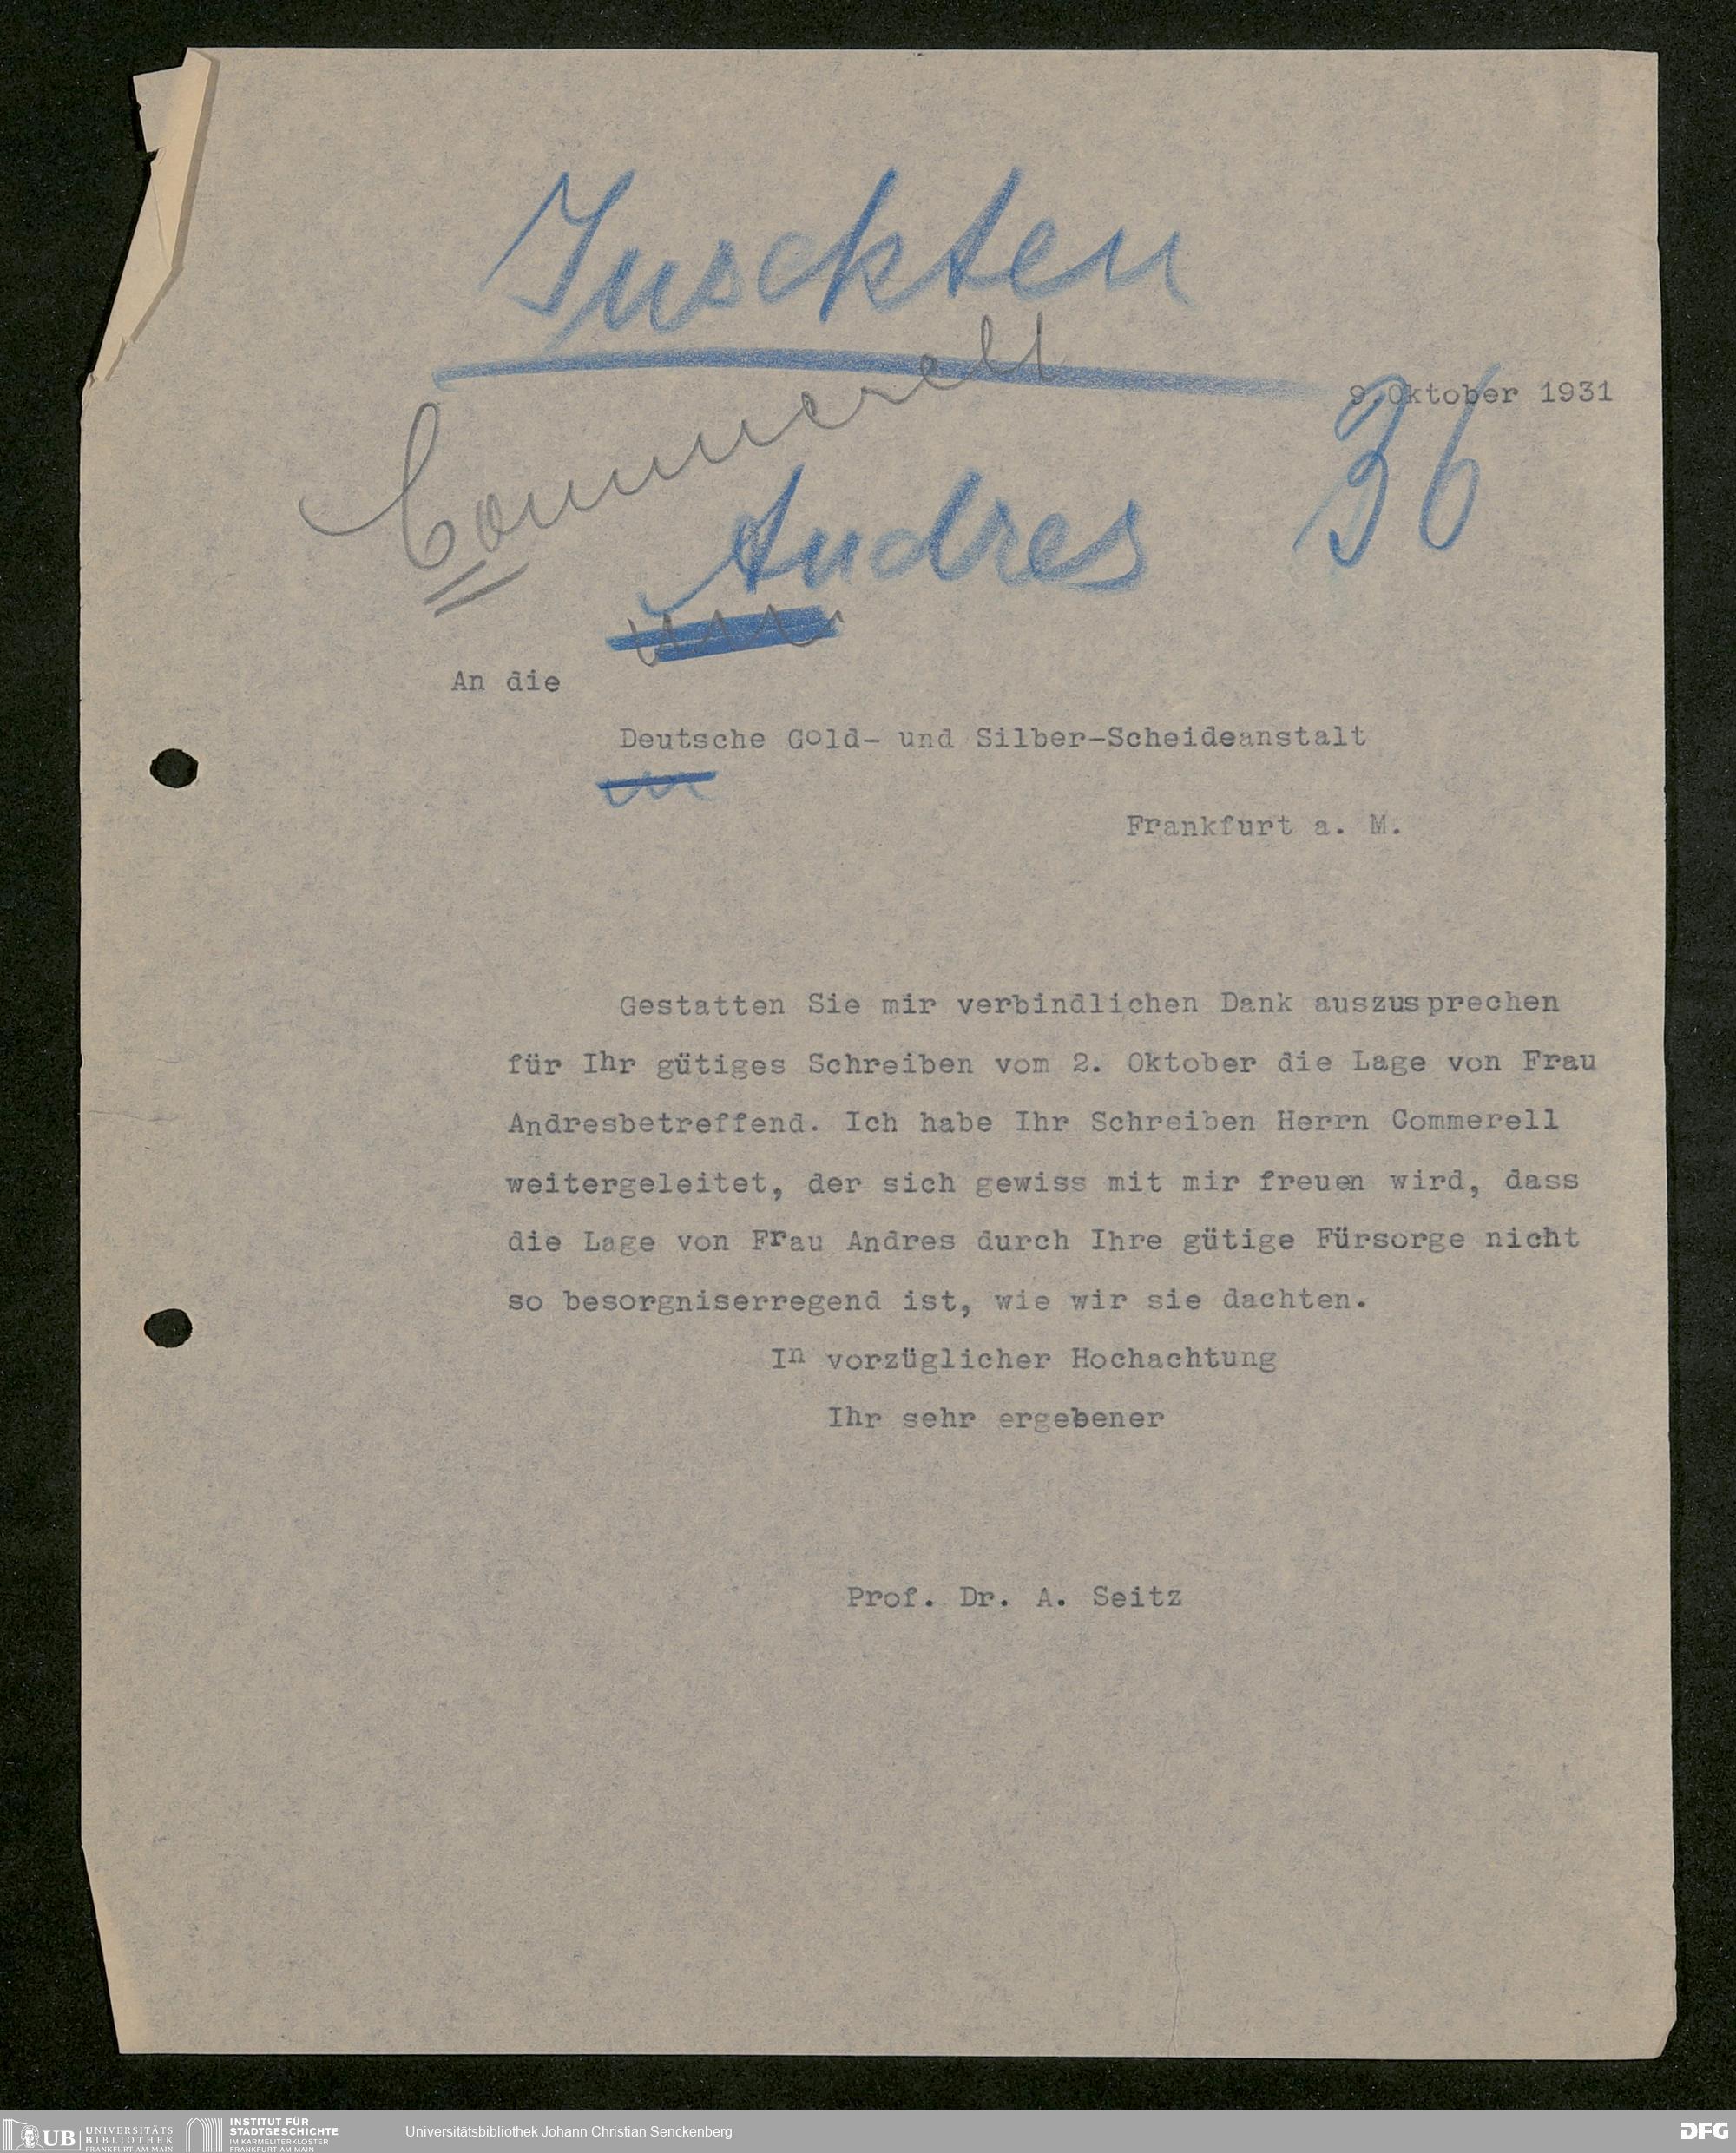 Insekten
Commerell
9.Oktober 1931
36
Andres
An die
Deutsche Gold- und Silber-Scheideanstalt
Frankfurt a. M.
Gestatten Sie mir verbindlichen Dank auszusprechen
für Ihr gütiges Schreiben vom 2. Oktober die Lage von Frau
Andresbetreffend. Ich habe Ihr Schreiben Herrn Commerell
weitergeleitet, der sich gewiss mit mir freuen wird, dass
die Lage von Frau Andres durch Ihre gütige Fürsorge nicht
so besorgniserregend ist, wie wir sie dachten.
In vorzüglicher Hochachtung
Ihr sehr ergebener
Prof. Dr. A. Seitz
UB UNIVERSITÄTS
BIBLIOTHEK
FRANKFURT AM MAIN
INSTITUT FÜR
STADTGESCHICHTE
IM KARMELITERKLOSTER
FRANKFURT AM MAIN
Universitätsbibliothek Johann Christian Senckenberg
DFG